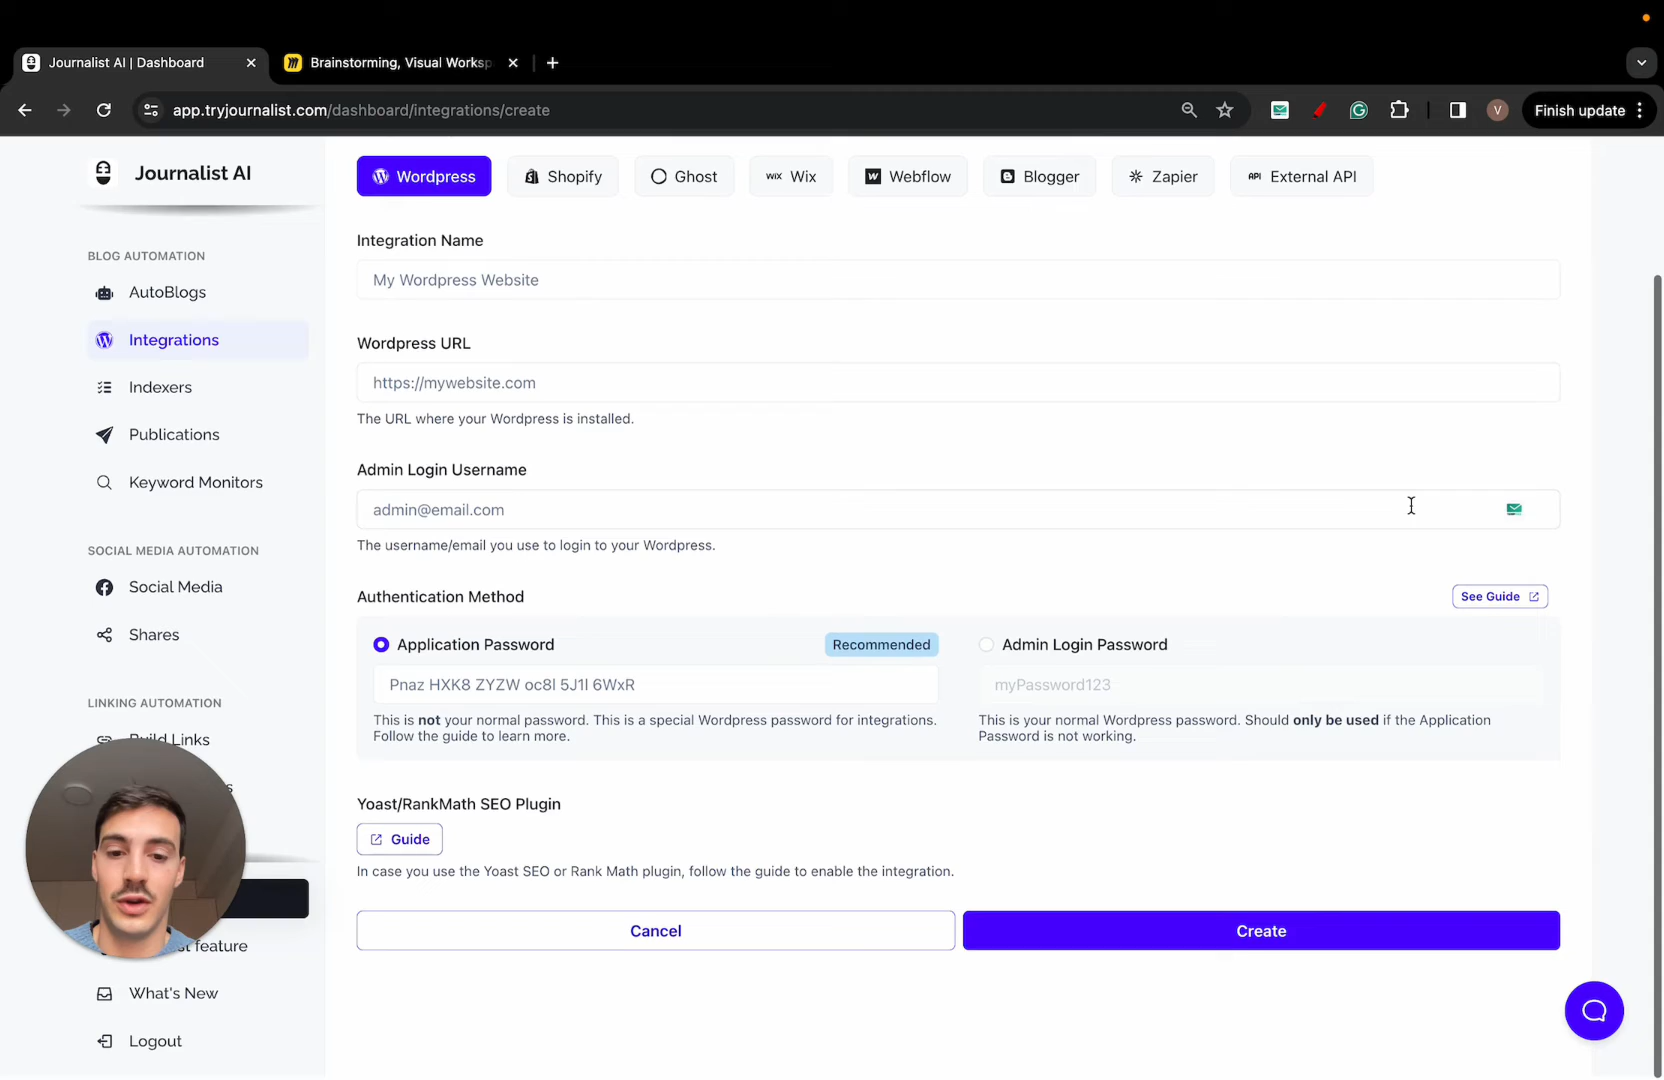 Journalist AI | Dashboard
Brainstorming, Visual Worksp
app.tryjournalist.com/dashboard/integrations/create
V
Finish update
Journalist AI
BLOG AUTOMATION
AutoBlogs
Integrations
Indexers
Publications
Keyword Monitors
SOCIAL MEDIA AUTOMATION
Social Media
Shares
LINKING AUTOMATION
Build Links
st feature
What's New
Logout
Wordpress
Shopify
Ghost
WiX Wix
Webflow
Blogger
Zapier
API External API
Integration Name
My Wordpress Website
Wordpress URL
https://mywebsite.com
The URL where your Wordpress is installed.
Admin Login Username
admin@email.com
The username/email you use to login to your Wordpress.
Authentication Method
See Guide
Application Password
Recommended
Pnaz HXK8 ZYZW oc8l 5J1l 6WxR
This is not your normal password. This is a special Wordpress password for integrations.
Follow the guide to learn more.
Admin Login Password
myPassword123
This is your normal Wordpress password. Should only be used if the Application
Password is not working.
Yoast/RankMath SEO Plugin
Guide
In case you use the Yoast SEO or Rank Math plugin, follow the guide to enable the integration.
Cancel
Create